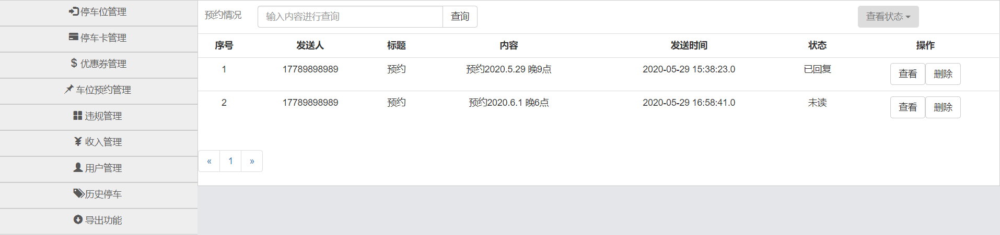 停车位管理
停车卡管理
优惠券管理
车位预约管理
违规管理
收入管理
用户管理
历史停车
导出功能
预约情况 输入内容进行查询 查询 查看状态
序号 发送人 标题 内容 发送时间 状态 操作
1 17789898989 预约 预约2020.5.29 晚9点 2020-05-29 15:38:23.0 已回复 查看 删除
2 17789898989 预约 预约2020.6.1 晚6点 2020-05-29 16:58:41.0 未读 查看 删除
« 1 »